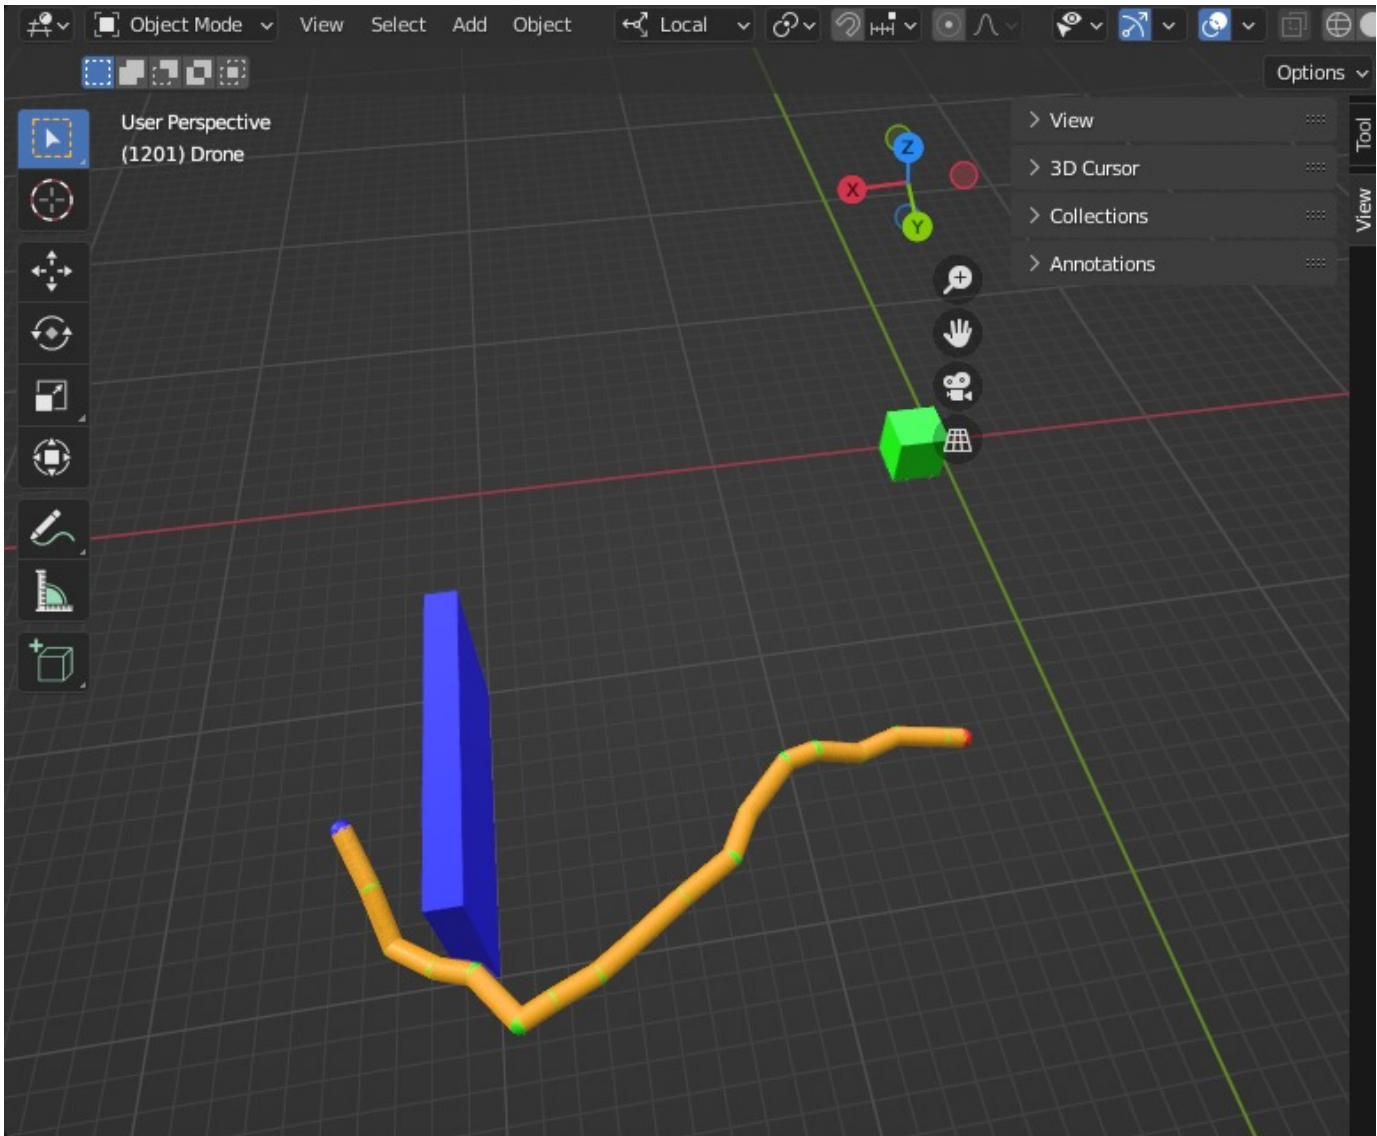 Object Mode View Select Add Object Local
Options
User Perspective
(1201) Drone
View
3D Cursor
Collections
Annotations
Tool
View
Z
X
Y